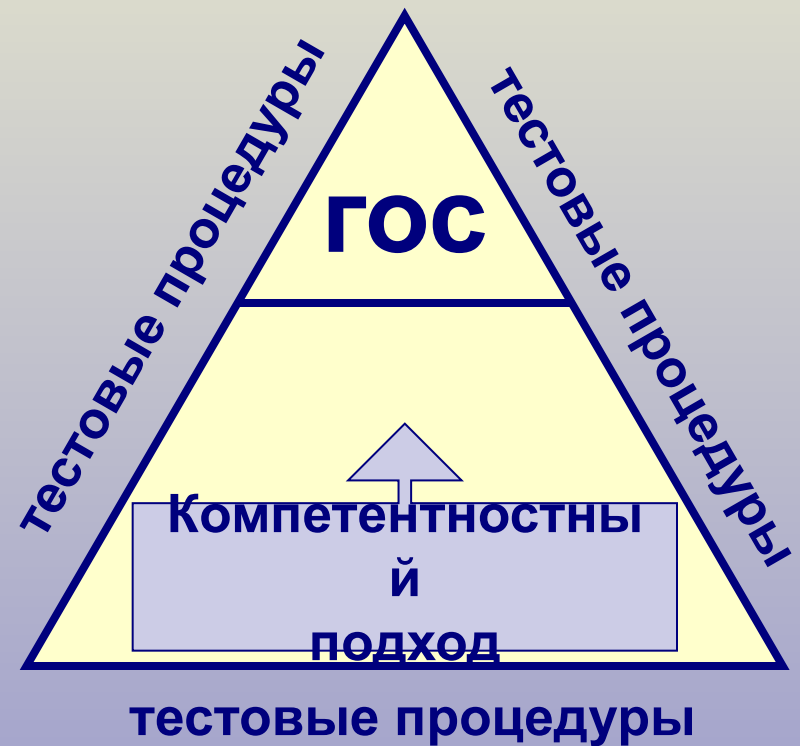 тестовые процедуры
тестовые процедуры
ГОС
Компетентностны
й
подход
тестовые процедуры